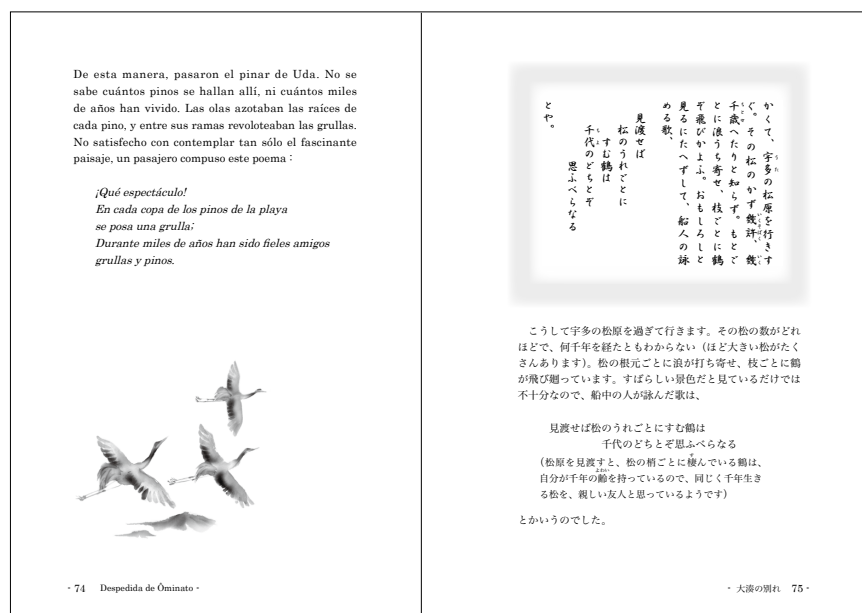 De esta manera, pasaron el pinar de Uda. No se
sabe cuántos pinos se hallan allí, ni cuántos miles
de años han vivido. Las olas azotaban las raíces de
cada pino, y entre sus ramas revoloteaban las grullas.
No satisfecho con contemplar tan sólo el fascinante
paisaje, un pasajero compuso este poema :
¡Qué espectáculo!
En cada copa de los pinos de la playa
se posa una grulla;
Durante miles de años han sido fieles amigos
grullas y pinos.
- 74 Despedida de Ôminato -
かくて、宇多の松原を行きす
ぐ。その松のかず幾許、幾
千歳へたりと知らず。もとご
とに浪うち寄せ、枝ごとに鶴
ぞ飛びかよふ。おもしろしと
見るにたへずして、船人の詠
める歌、
見渡せば
松のうれごとに
すむ鶴は
千代のどちとぞ
思ふべらなる
とや。
こうして宇多の松原を過ぎて行きます。その松の数がどれ
ほどで、何千年を経たともわからない(ほど大きい松がたく
さんあります)。松の根元ごとに浪が打ち寄せ、枝ごとに鶴
が飛び廻っています。すばらしい景色だと見ているだけでは
不十分なので、船中の人が詠んだ歌は、
見渡せば松のうれごとにすむ鶴は
千代のどちとぞ思ふべらなる
(松原を見渡すと、松の梢ごとに棲んでいる鶴は、
自分が千年の齢を持っているので、同じく千年生き
る松を、親しい友人と思っているようです)
とかいうのでした。
- 大湊の別れ 75 -